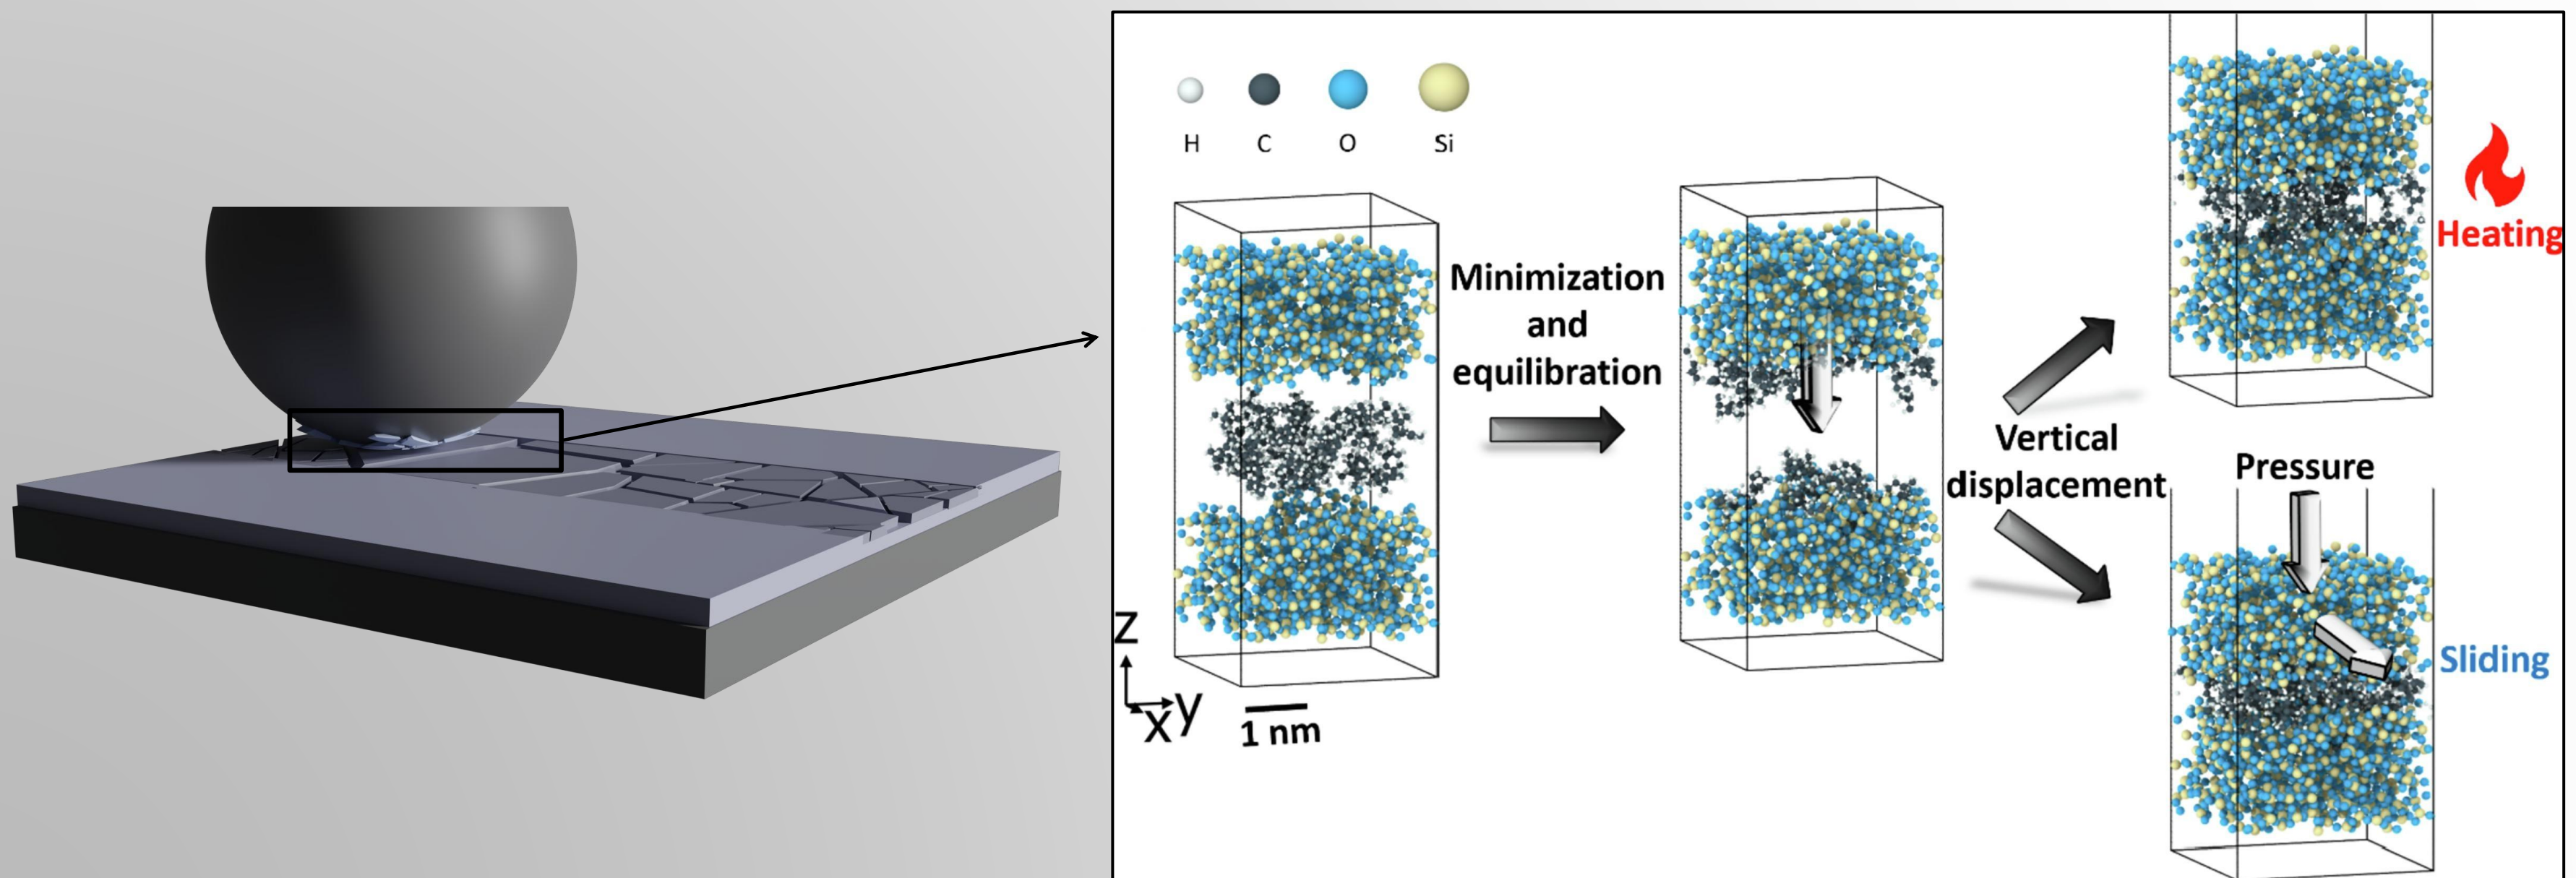 H C O Si
Minimization
and
equilibration
Vertical
displacement
Heating
Pressure
Sliding
z
x y
1 nm